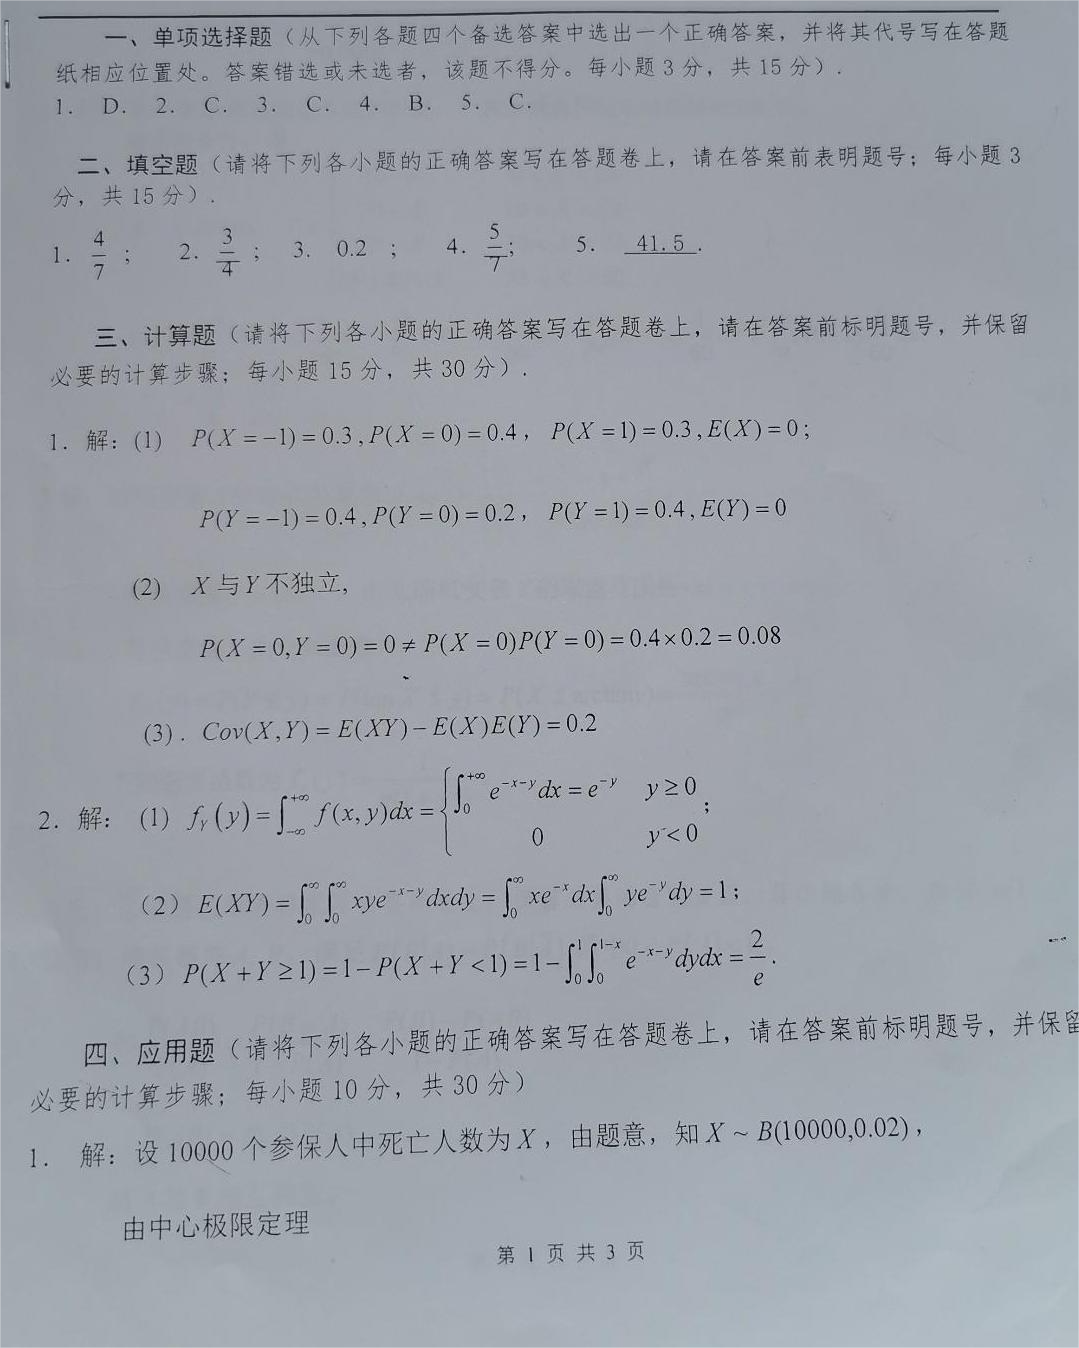 一、单项选择题（从下列各题四个备选答案中选出一个正确答案，并将其代号写在答题
纸相应位置处。答案错选或未选者，该题不得分。每小题 3 分，共 15 分）.
1. D. 2. C. 3. C. 4. B. 5. C.
二、填空题（请将下列各小题的正确答案写在答题卷上，请在答案前表明题号；每小题 3
分，共 15 分）.
1. 4/7 ; 2. 3/4 ; 3. 0.2 ; 4. 5/7; 5. 41.5 .
三、计算题（请将下列各小题的正确答案写在答题卷上，请在答案前标明题号，并保留
必要的计算步骤；每小题 15 分，共 30 分）.
1. 解：(1) P(X = −1) = 0.3 , P(X = 0) = 0.4 ， P(X = 1) = 0.3 , E(X) = 0 ;
P(Y = −1) = 0.4 , P(Y = 0) = 0.2 ， P(Y = 1) = 0.4 , E(Y) = 0
(2) X 与 Y 不独立,
P(X = 0, Y = 0) = 0 ≠ P(X = 0)P(Y = 0) = 0.4 × 0.2 = 0.08
(3) . Cov(X,Y) = E(XY) − E(X)E(Y) = 0.2
2. 解： (1) f_Y(y) = ∫_{−∞}^{+∞} f(x,y)dx = { ∫_0^{+∞} e^{−x−y}dx = e^{−y} y ≥ 0
0 y < 0 ;
(2) E(XY) = ∫_0^∞ ∫_0^∞ xye^{−x−y}dxdy = ∫_0^∞ xe^{−x}dx ∫_0^∞ ye^{−y}dy = 1 ;
(3) P(X + Y ≥ 1) = 1 − P(X + Y < 1) = 1 − ∫_0^1 ∫_0^{1−x} e^{−x−y}dydx = 2/e .
四、应用题（请将下列各小题的正确答案写在答题卷上，请在答案前标明题号，并保留
必要的计算步骤；每小题 10 分，共 30 分）
1. 解：设 10000 个参保人中死亡人数为 X ，由题意，知 X ~ B(10000,0.02) ，
由中心极限定理
第 1 页 共 3 页